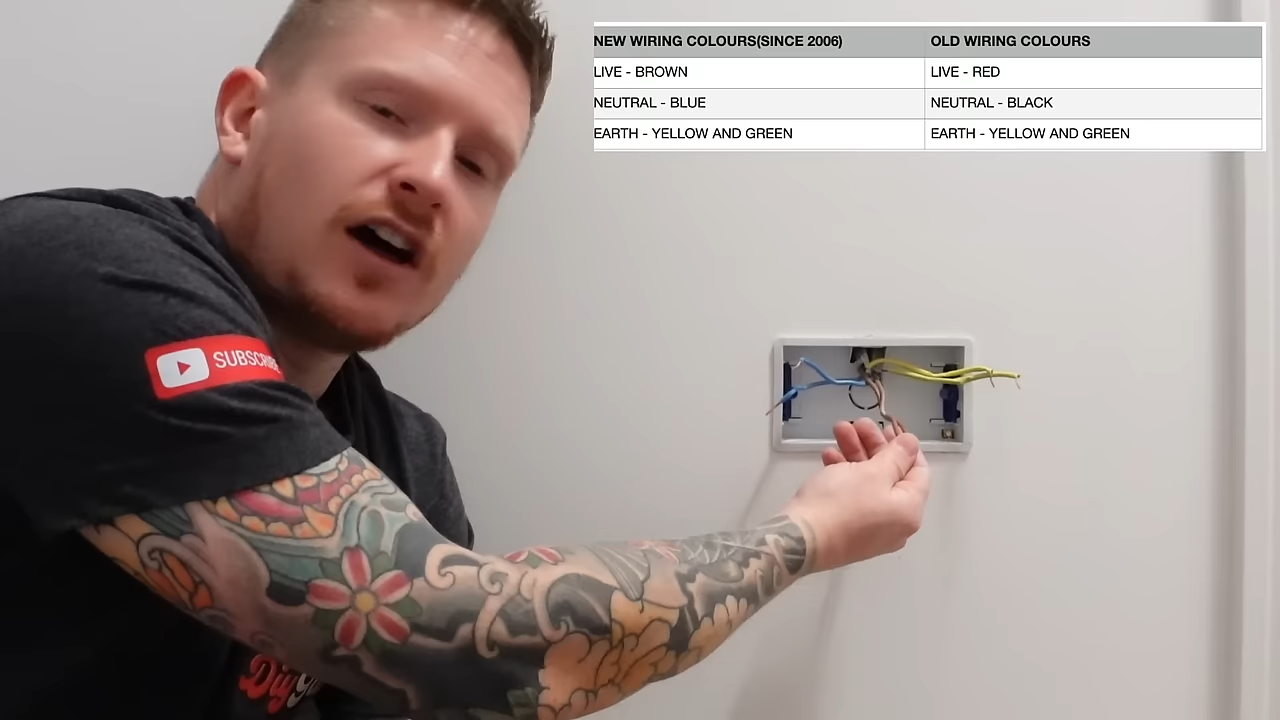 NEW WIRING COLOURS(SINCE 2006) OLD WIRING COLOURS
LIVE - BROWN LIVE - RED
NEUTRAL - BLUE NEUTRAL - BLACK
EARTH - YELLOW AND GREEN EARTH - YELLOW AND GREEN
SUBSCRIBE